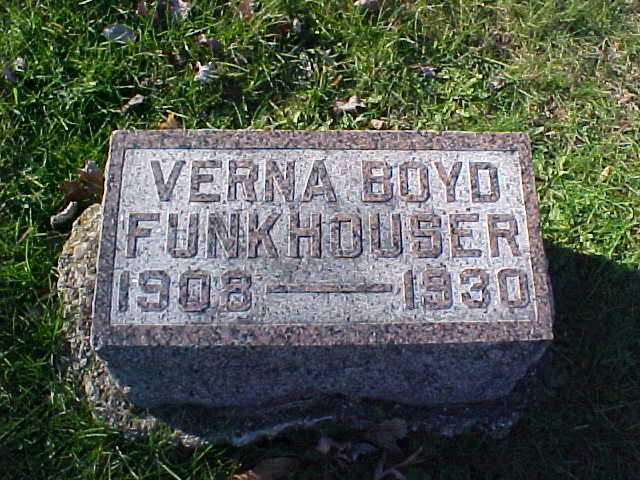 VERNA BOYD
FUNKHOUSER
1908 — 1930